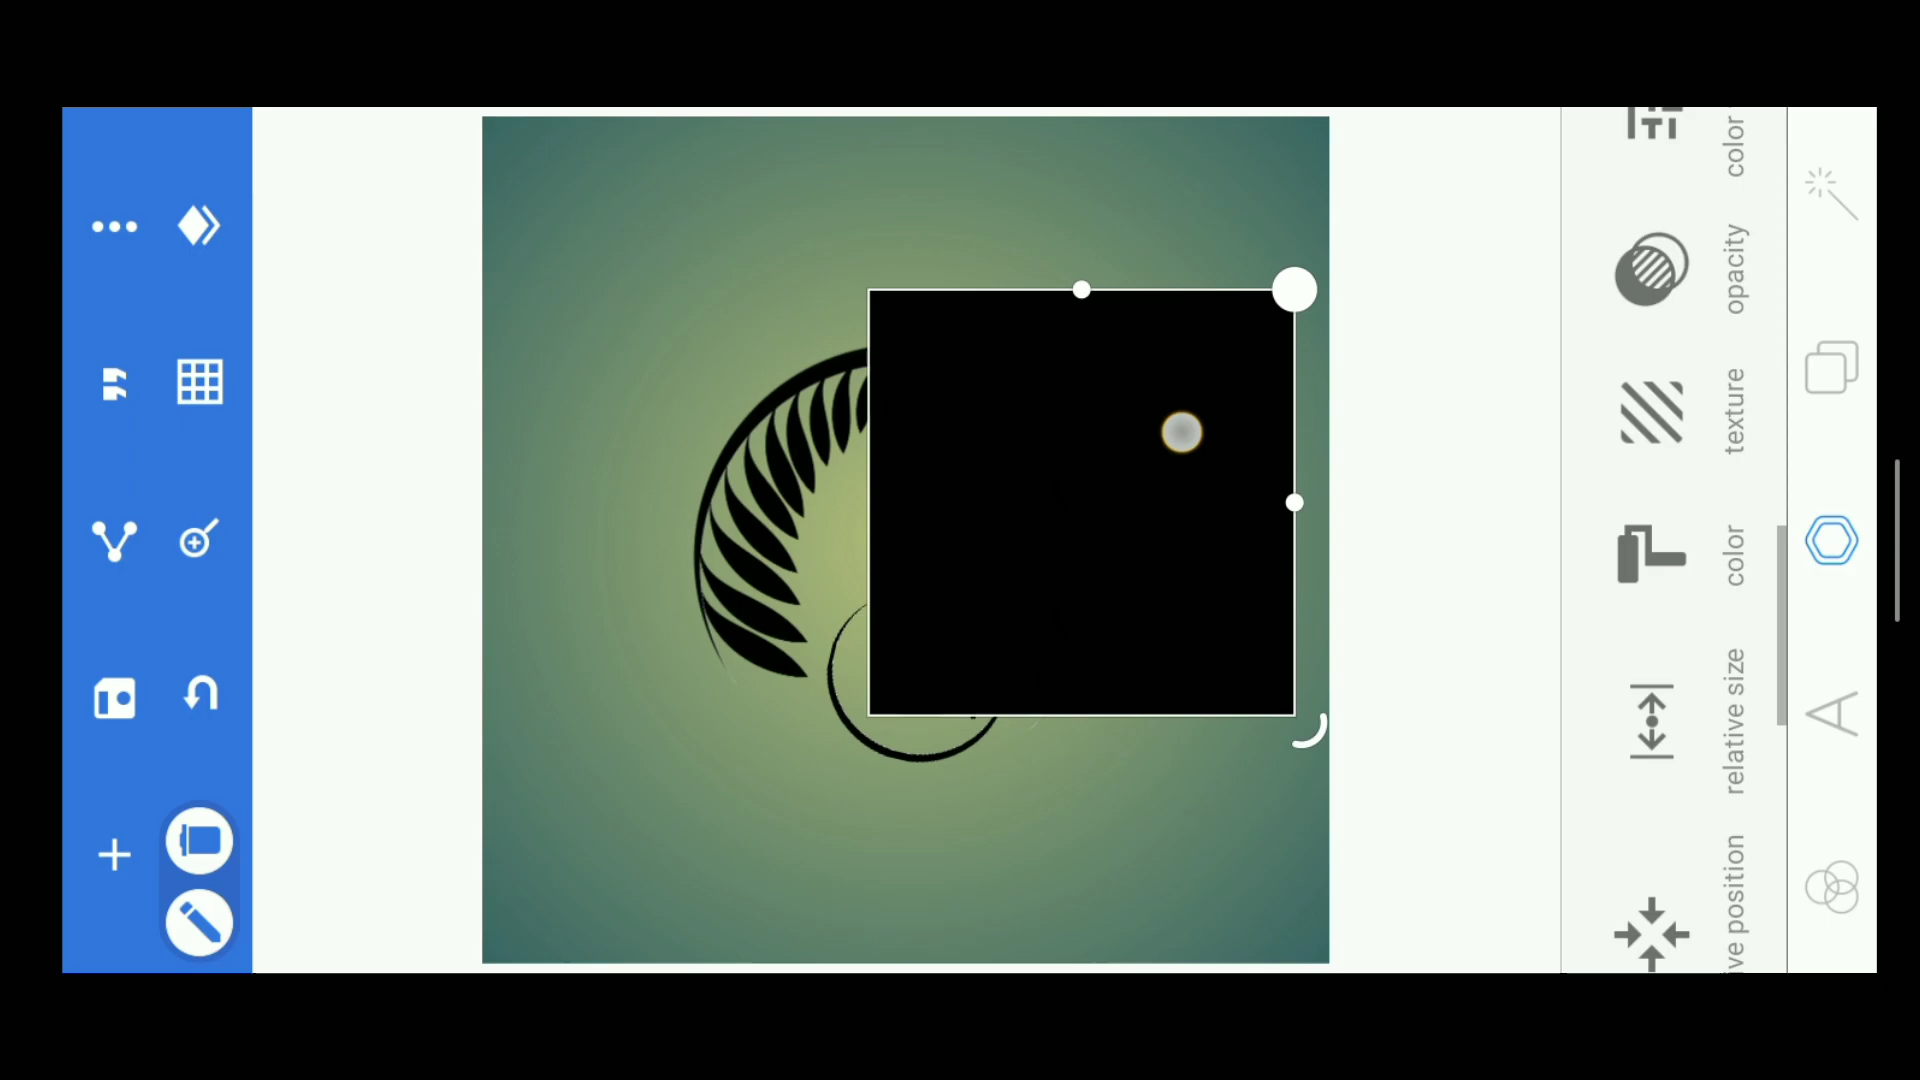 color
opacity
texture
color
relative size
ve position